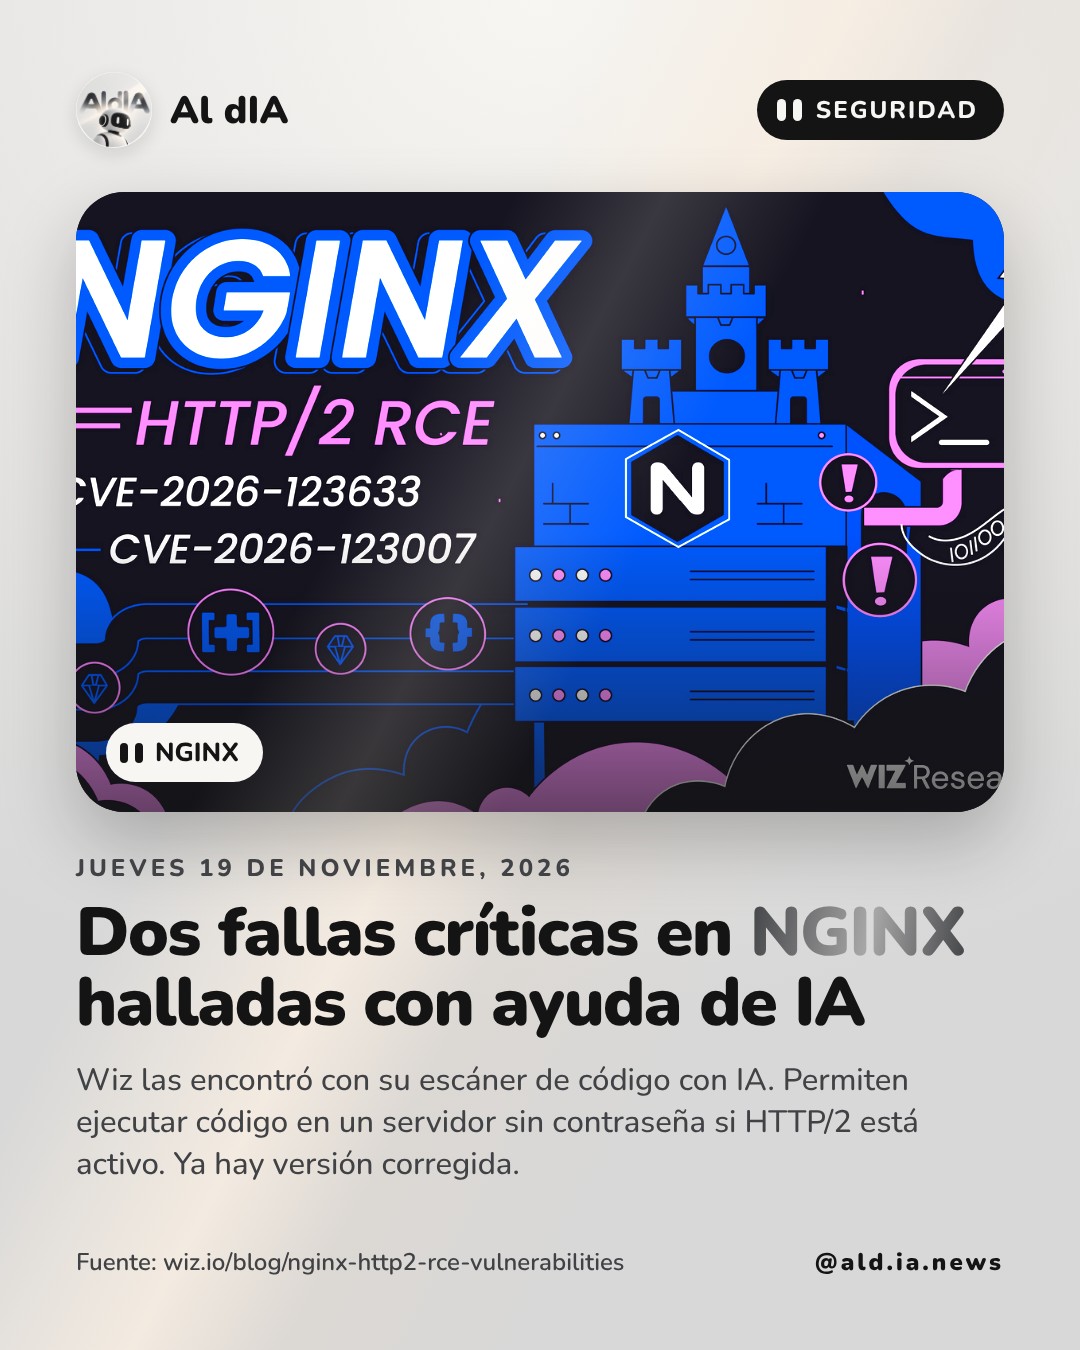 AldIA
Al dIA
SEGURIDAD
NGINX
HTTP/2 RCE
CVE-2026-123633
CVE-2026-123007
N
>_
101100
NGINX
WIZ Resea
JUEVES 19 DE NOVIEMBRE, 2026
Dos fallas críticas en NGINX
halladas con ayuda de IA
Wiz las encontró con su escáner de código con IA. Permiten
ejecutar código en un servidor sin contraseña si HTTP/2 está
activo. Ya hay versión corregida.
Fuente: wiz.io/blog/nginx-http2-rce-vulnerabilities
@ald.ia.news